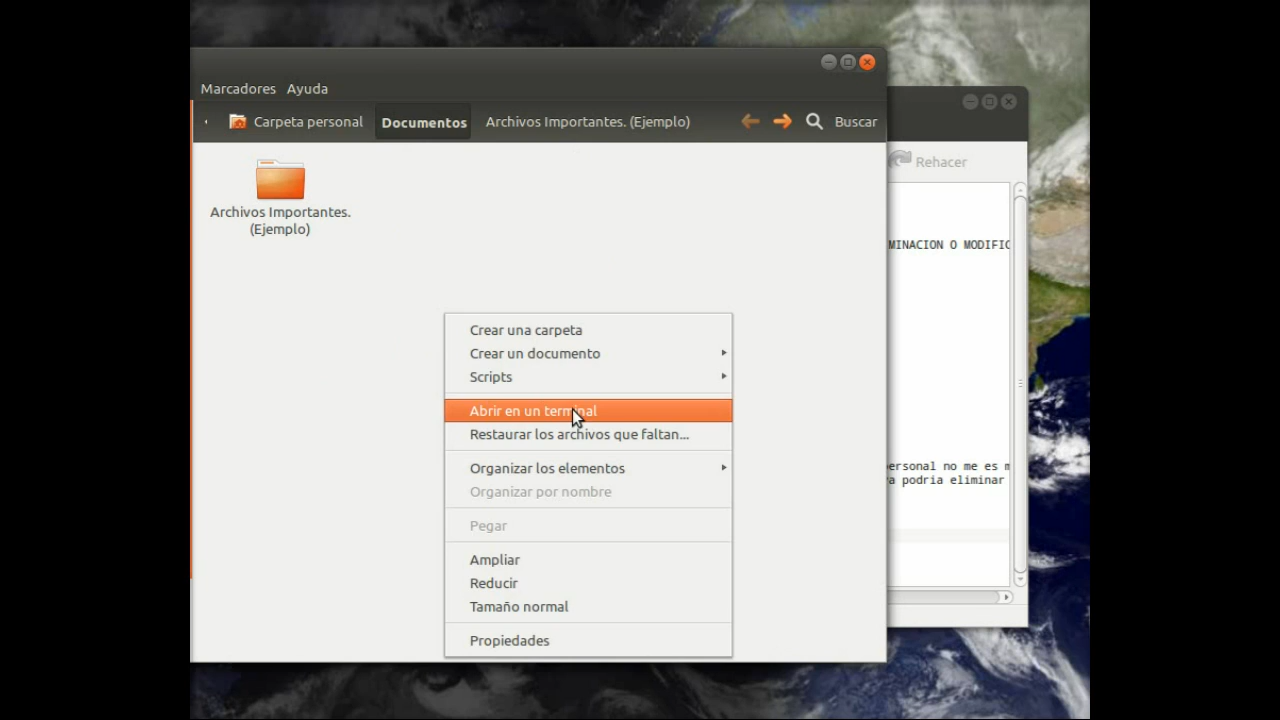 Marcadores Ayuda
Carpeta personal Documentos Archivos Importantes. (Ejemplo) Buscar
Rehacer
Archivos Importantes.
(Ejemplo)
MINACION O MODIFIC
Crear una carpeta
Crear un documento
Scripts
Abrir en un terminal
Restaurar los archivos que faltan...
Organizar los elementos
Organizar por nombre
Pegar
Ampliar
Reducir
Tamaño normal
Propiedades
ersonal no me es m
a podria eliminar